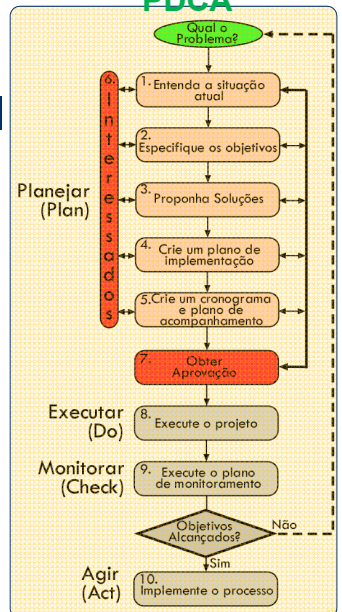 PDCA
Qual o
Problema?
6. Interessados
1. Entenda a situação
atual
2.
Especifique os objetivos
Planejar
(Plan)
3.
Proponha Soluções
4. Crie um plano de
implementação
5. Crie um cronograma
e plano de
acompanhamento
7. Obter
Aprovação
Executar
(Do)
8.
Execute o projeto
Monitorar
(Check)
9. Execute o plano
de monitoramento
Objetivos
Alcançados?
Não
Sim
Agir
(Act)
10.
Implemente o processo